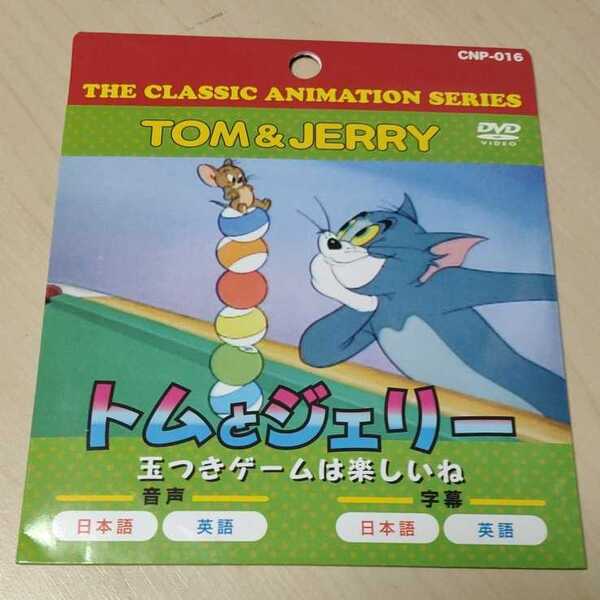 CNP-016
THE CLASSIC ANIMATION SERIES
TOM & JERRY
DVD
VIDEO
トムとジェリー
玉つきゲームは楽しいね
音声 字幕
日本語 英語 日本語 英語